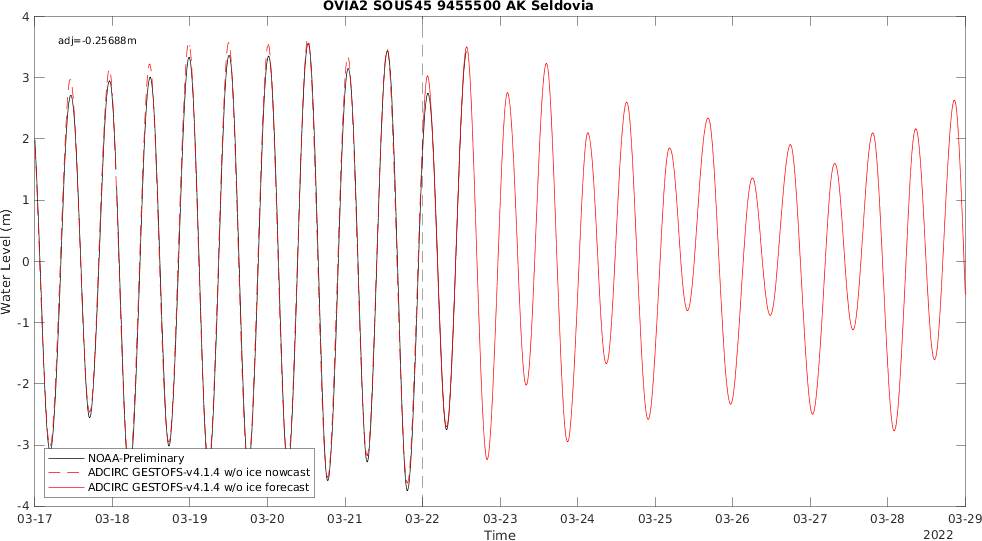 OVIA2 SOUS45 9455500 AK Seldovia
adj=-0.25688m
4
3
2
1
0
-1
-2
-3
-4
Water Level (m)
NOAA-Preliminary
ADCIRC GESTOFS-v4.1.4 w/o ice nowcast
ADCIRC GESTOFS-v4.1.4 w/o ice forecast
03-17 03-18 03-19 03-20 03-21 03-22 03-23 03-24 03-25 03-26 03-27 03-28 03-29
Time
2022